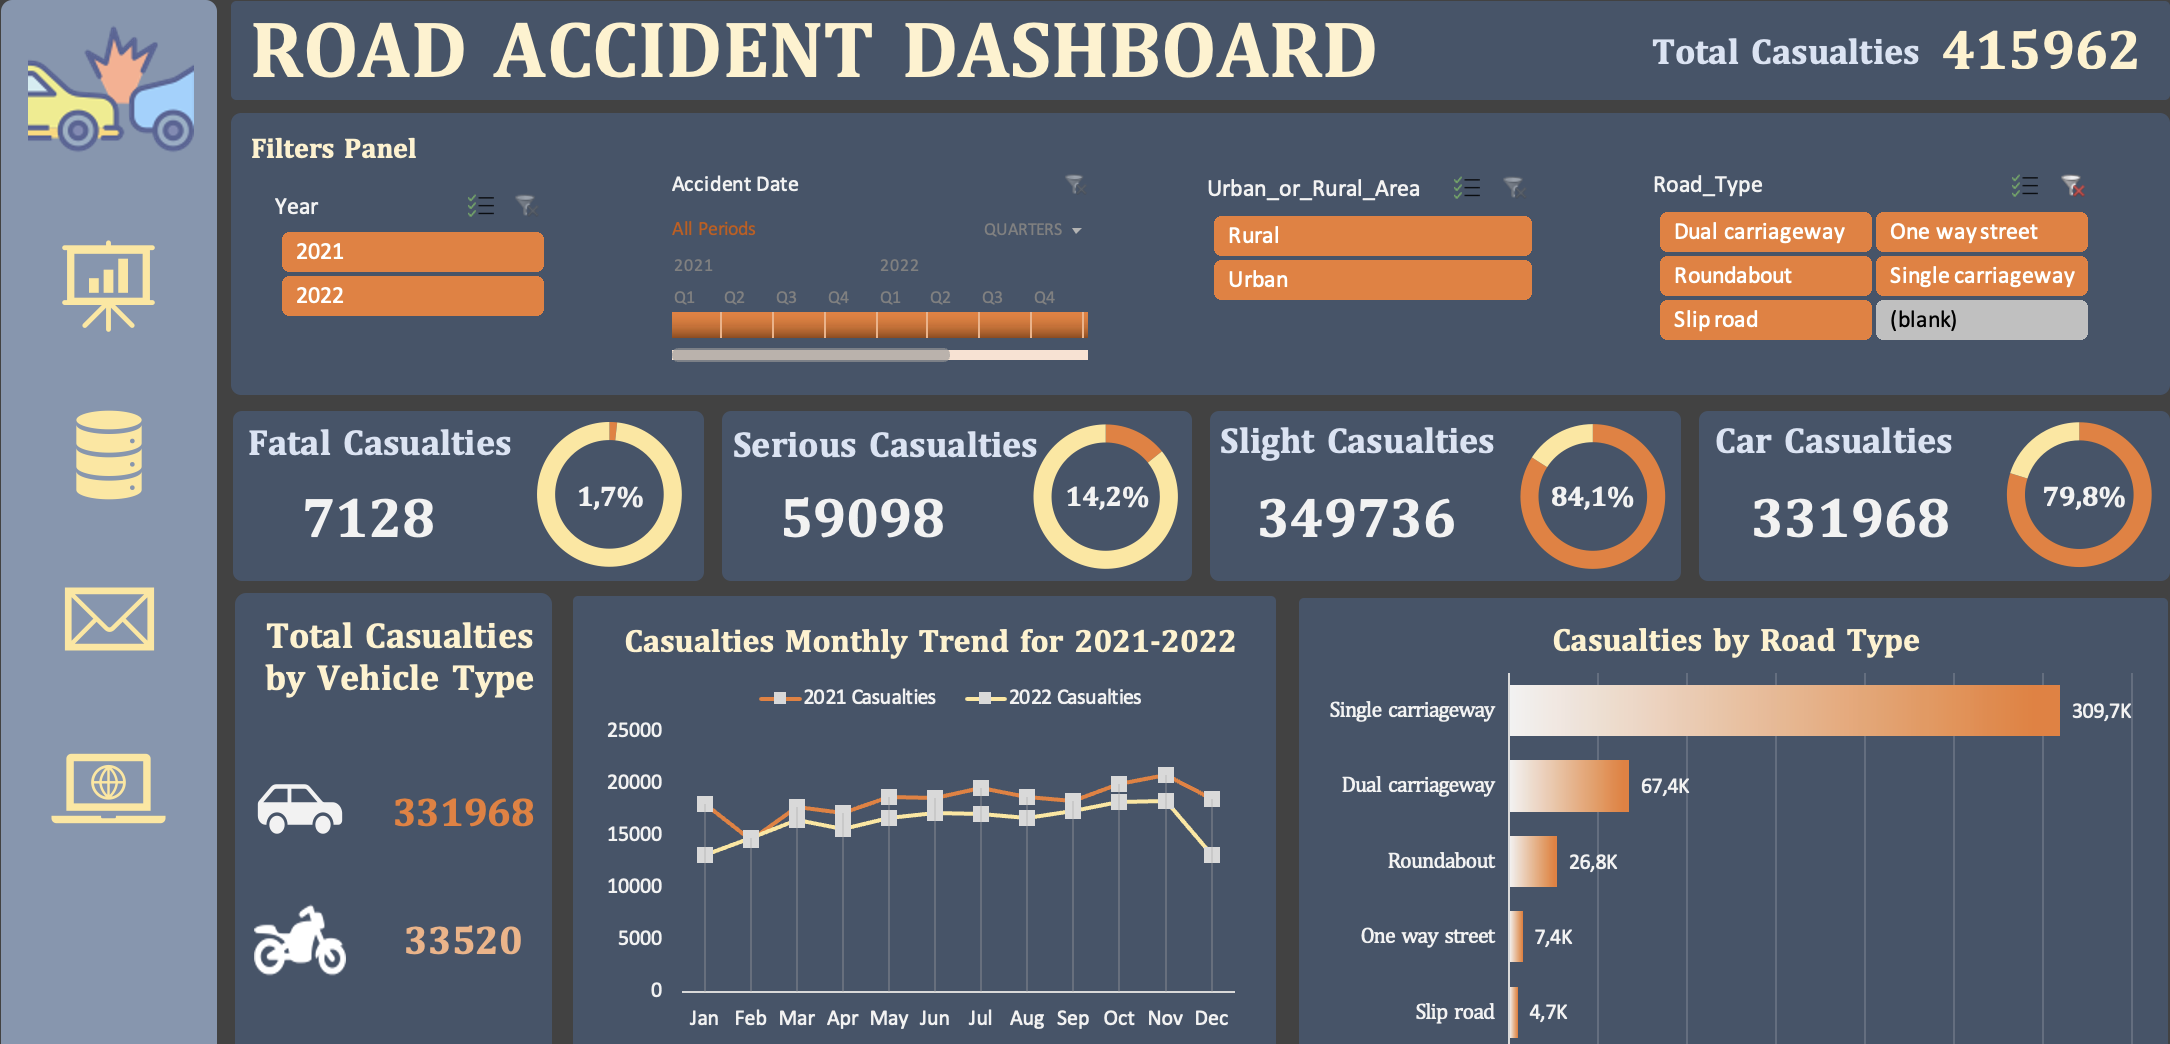 ROAD ACCIDENT DASHBOARD
Total Casualties 415962
Filters Panel
Year
2021
2022
Accident Date
All Periods QUARTERS
2021 2022
Q1 Q2 Q3 Q4 Q1 Q2 Q3 Q4
Urban_or_Rural_Area
Rural
Urban
Road_Type
Dual carriageway One way street
Roundabout Single carriageway
Slip road (blank)
Fatal Casualties
7128
1,7%
Serious Casualties
59098
14,2%
Slight Casualties
349736
84,1%
Car Casualties
331968
79,8%
Total Casualties
by Vehicle Type
331968
33520
Casualties Monthly Trend for 2021-2022
2021 Casualties 2022 Casualties
25000
20000
15000
10000
5000
0
Jan Feb Mar Apr May Jun Jul Aug Sep Oct Nov Dec
Casualties by Road Type
Single carriageway 309,7K
Dual carriageway 67,4K
Roundabout 26,8K
One way street 7,4K
Slip road 4,7K